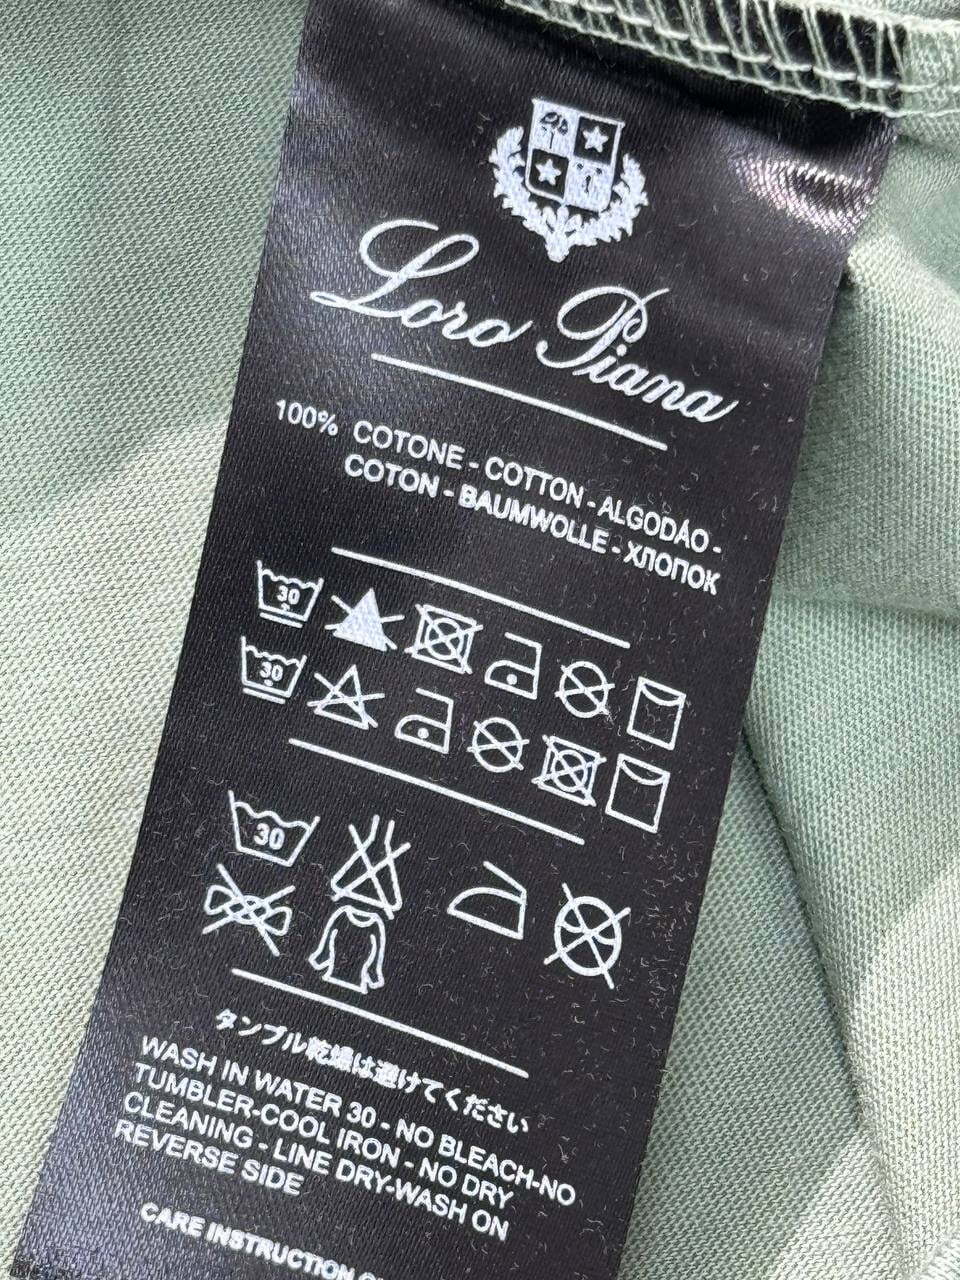 Loro Piana
100% COTONE - COTTON - ALGODÃO -
COTON - BAUMWOLLE - ХЛОПОК
30
30
30
タンブル乾燥は避けてください
WASH IN WATER 30 - NO BLEACH-NO
TUMBLER-COOL IRON - NO DRY
CLEANING - LINE DRY-WASH ON
REVERSE SIDE
CARE INSTRUCTION